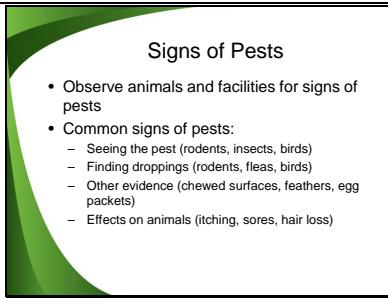 Signs of Pests
• Observe animals and facilities for signs of
pests
• Common signs of pests:
– Seeing the pest (rodents, insects, birds)
– Finding droppings (rodents, fleas, birds)
– Other evidence (chewed surfaces, feathers, egg
packets)
– Effects on animals (itching, sores, hair loss)